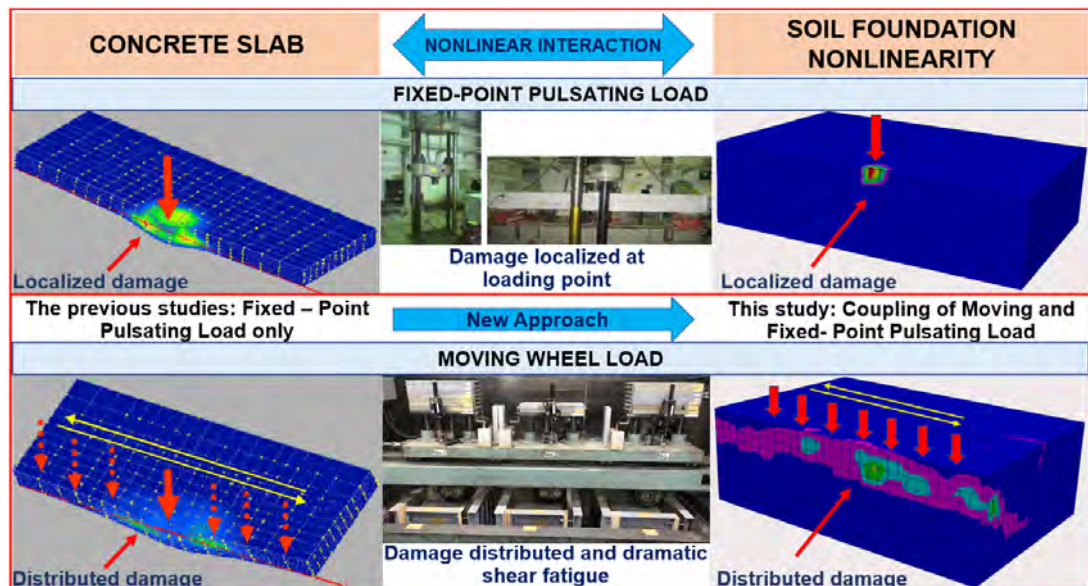 CONCRETE SLAB
NONLINEAR INTERACTION
SOIL FOUNDATION
NONLINEARITY
FIXED-POINT PULSATING LOAD
Localized damage
Damage localized at
loading point
Localized damage
The previous studies: Fixed – Point
Pulsating Load only
New Approach
This study: Coupling of Moving and
Fixed- Point Pulsating Load
MOVING WHEEL LOAD
Distributed damage
Damage distributed and dramatic
shear fatigue
Distributed damage